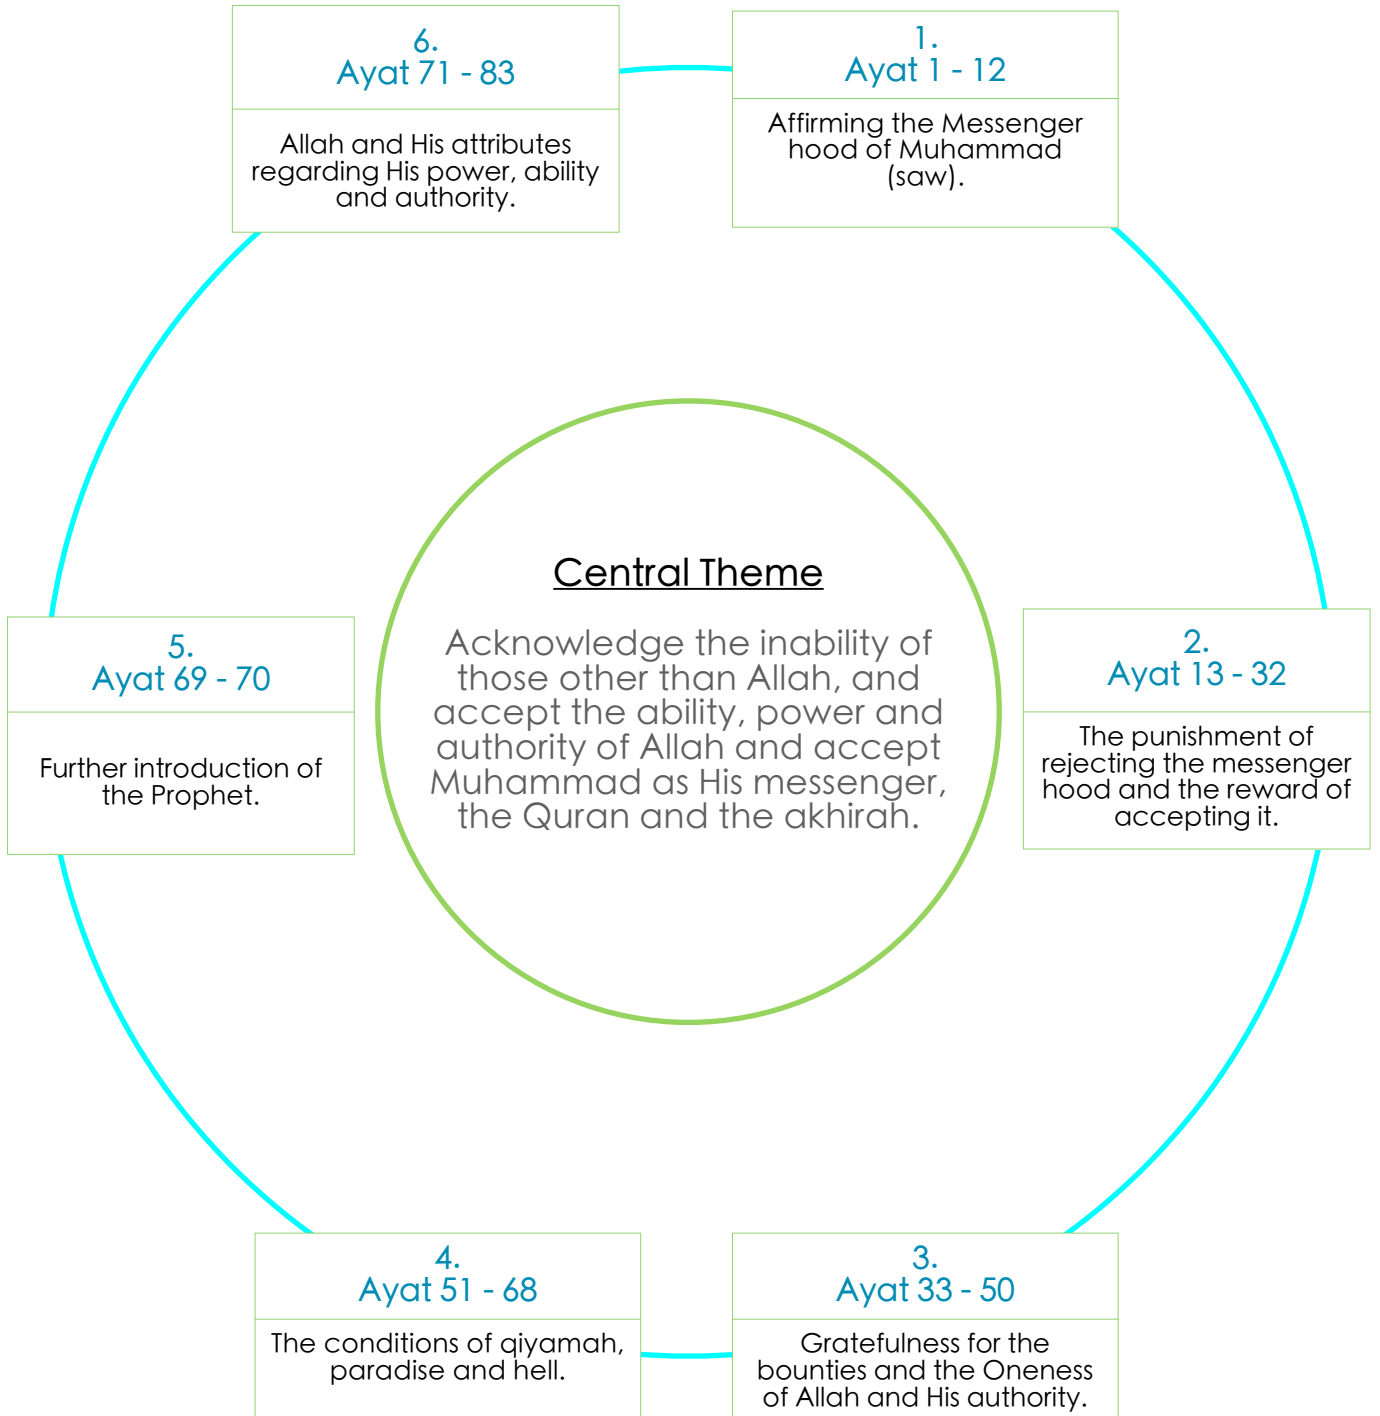 6.
Ayat 71 - 83
Allah and His attributes
regarding His power, ability
and authority.
1.
Ayat 1 - 12
Affirming the Messenger
hood of Muhammad
(saw).
Central Theme
Acknowledge the inability of
those other than Allah, and
accept the ability, power and
authority of Allah and accept
Muhammad as His messenger,
the Quran and the akhirah.
5.
Ayat 69 - 70
Further introduction of
the Prophet.
2.
Ayat 13 - 32
The punishment of
rejecting the messenger
hood and the reward of
accepting it.
4.
Ayat 51 - 68
The conditions of qiyamah,
paradise and hell.
3.
Ayat 33 - 50
Gratefulness for the
bounties and the Oneness
of Allah and His authority.